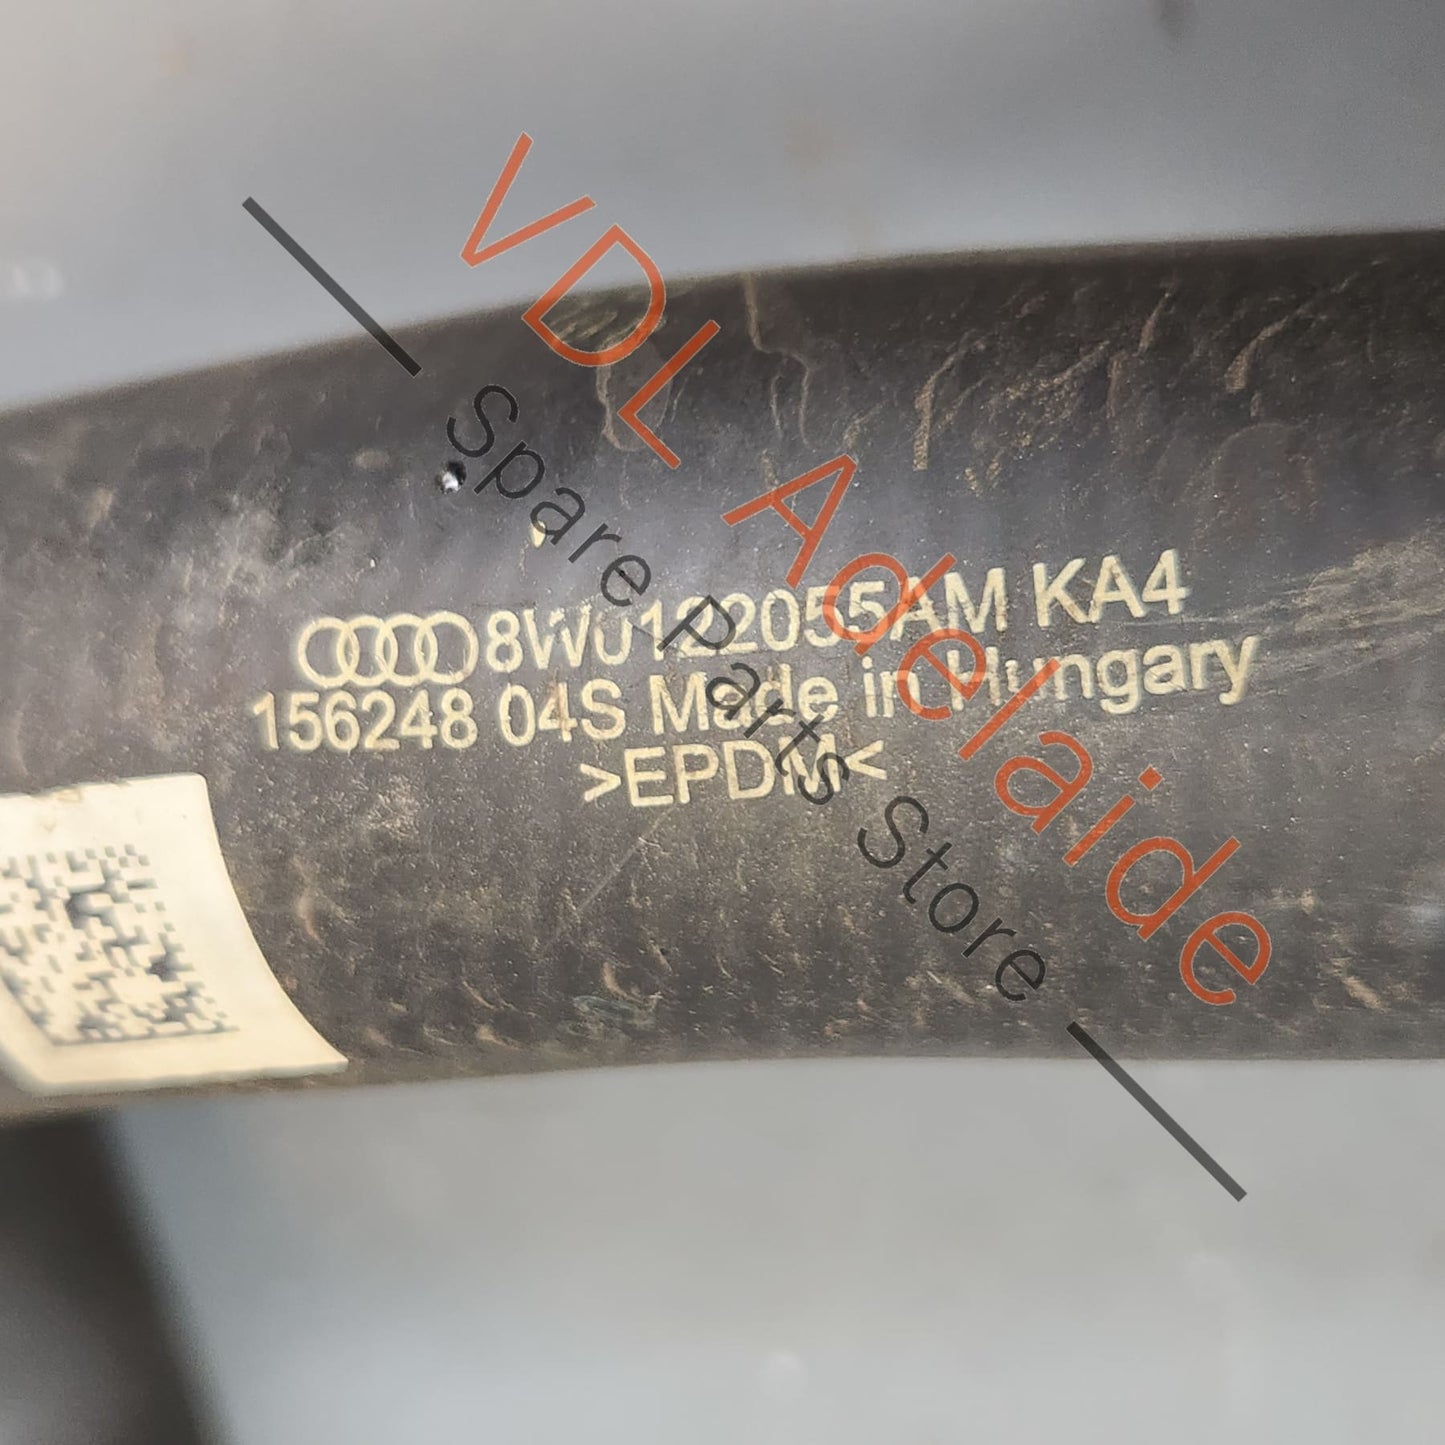 VDL Adelaide
Spare Parts Store
8W0122055AM KA4
156248 04S Made in Hungary
>EPDM<